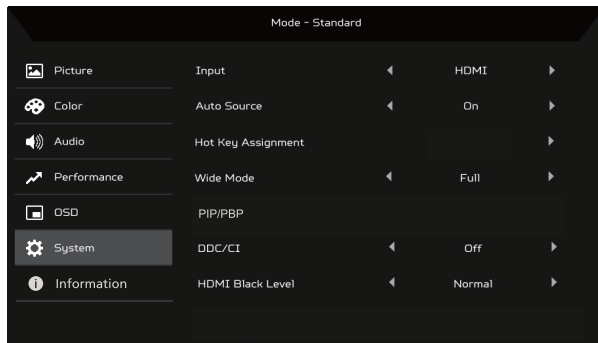 Mode - Standard
Picture
Color
Audio
Performance
OSD
System
Information
Input HDMI
Auto Source On
Hot Key Assignment
Wide Mode Full
PIP/PBP
DDC/CI Off
HDMI Black Level Normal